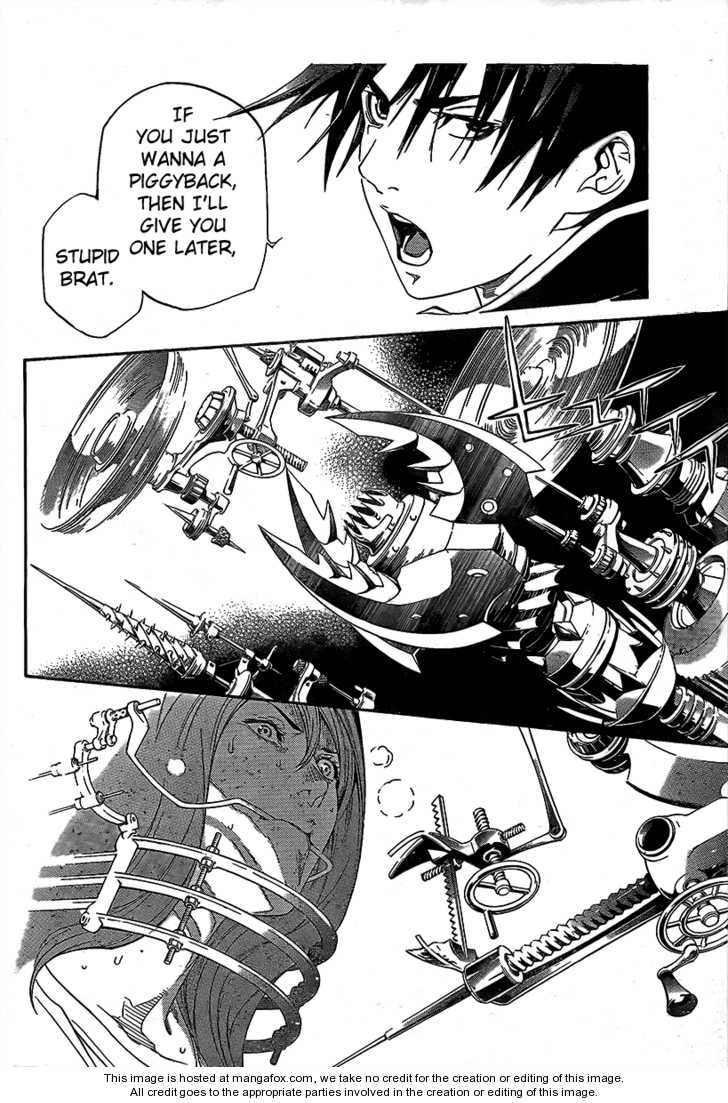 IF
YOU JUST
WANNA A
PIGGYBACK,
THEN I'LL
GIVE YOU
ONE LATER,
STUPID
BRAT.
This image is hosted at mangafox.com, we take no credit for the creation or editing of this image.
All credit goes to the appropriate parties involved in the creation or editing of this image.